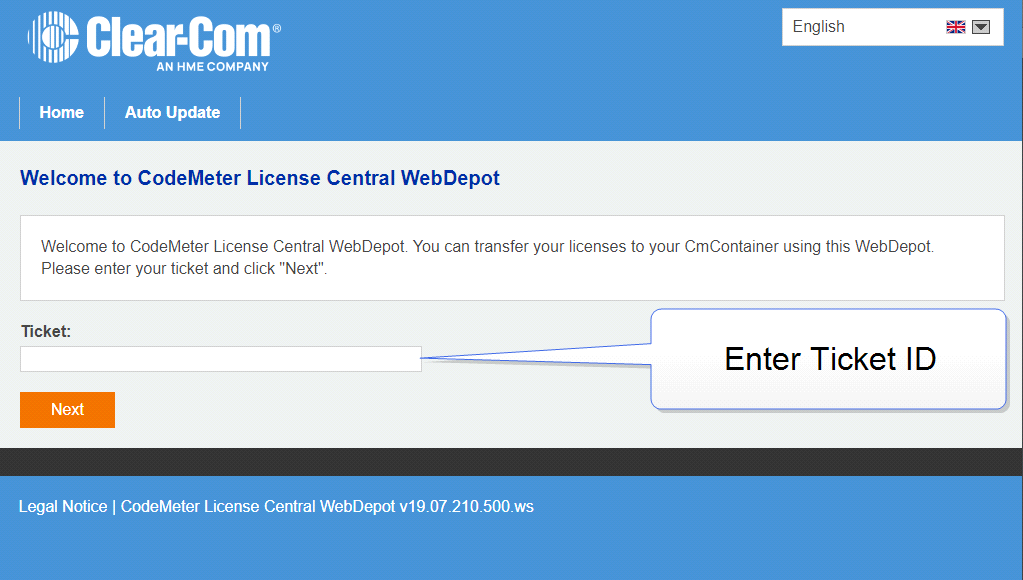 Clear-Com®
AN HME COMPANY
English
Home
Auto Update
Welcome to CodeMeter License Central WebDepot
Welcome to CodeMeter License Central WebDepot. You can transfer your licenses to your CmContainer using this WebDepot.
Please enter your ticket and click "Next".
Ticket:
Enter Ticket ID
Next
Legal Notice | CodeMeter License Central WebDepot v19.07.210.500.ws